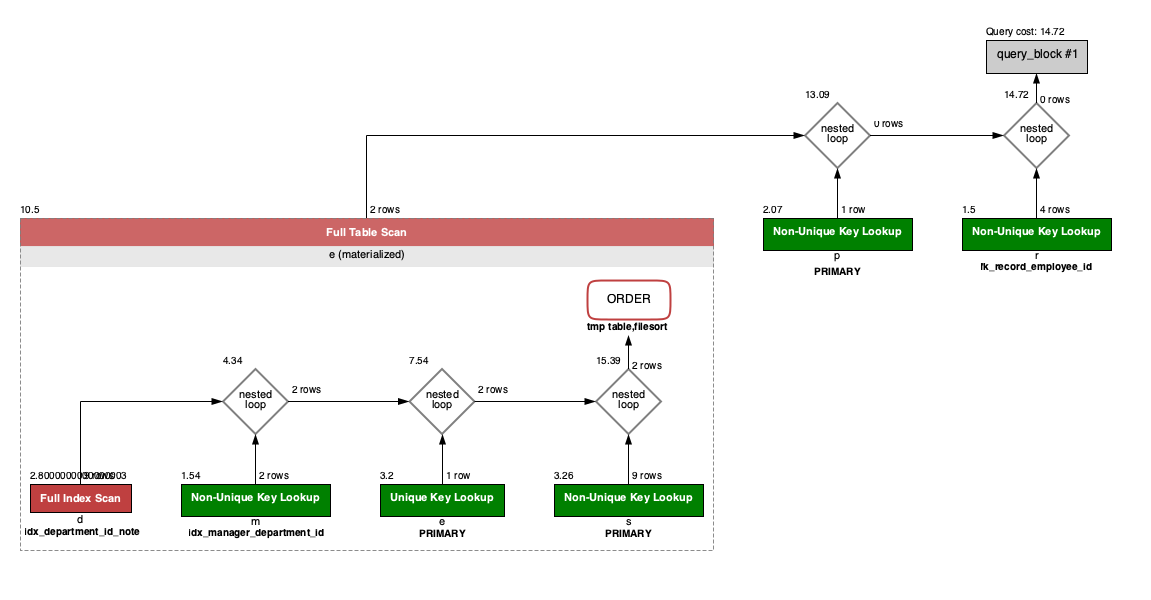 Query cost: 14.72
query_block #1
13.09
14.72
0 rows
nested
loop
0 rows
nested
loop
10.5
2 rows
2.07
1 row
1.5
4 rows
Full Table Scan
Non-Unique Key Lookup
Non-Unique Key Lookup
e (materialized)
p
PRIMARY
r
fk_record_employee_id
ORDER
tmp table,filesort
4.34
7.54
15.39
2 rows
nested
loop
2 rows
nested
loop
2 rows
nested
loop
2.8000000000000003
1.54
2 rows
3.2
1 row
3.26
9 rows
Full Index Scan
Non-Unique Key Lookup
Unique Key Lookup
Non-Unique Key Lookup
d
idx_department_id_note
m
idx_manager_department_id
e
PRIMARY
s
PRIMARY